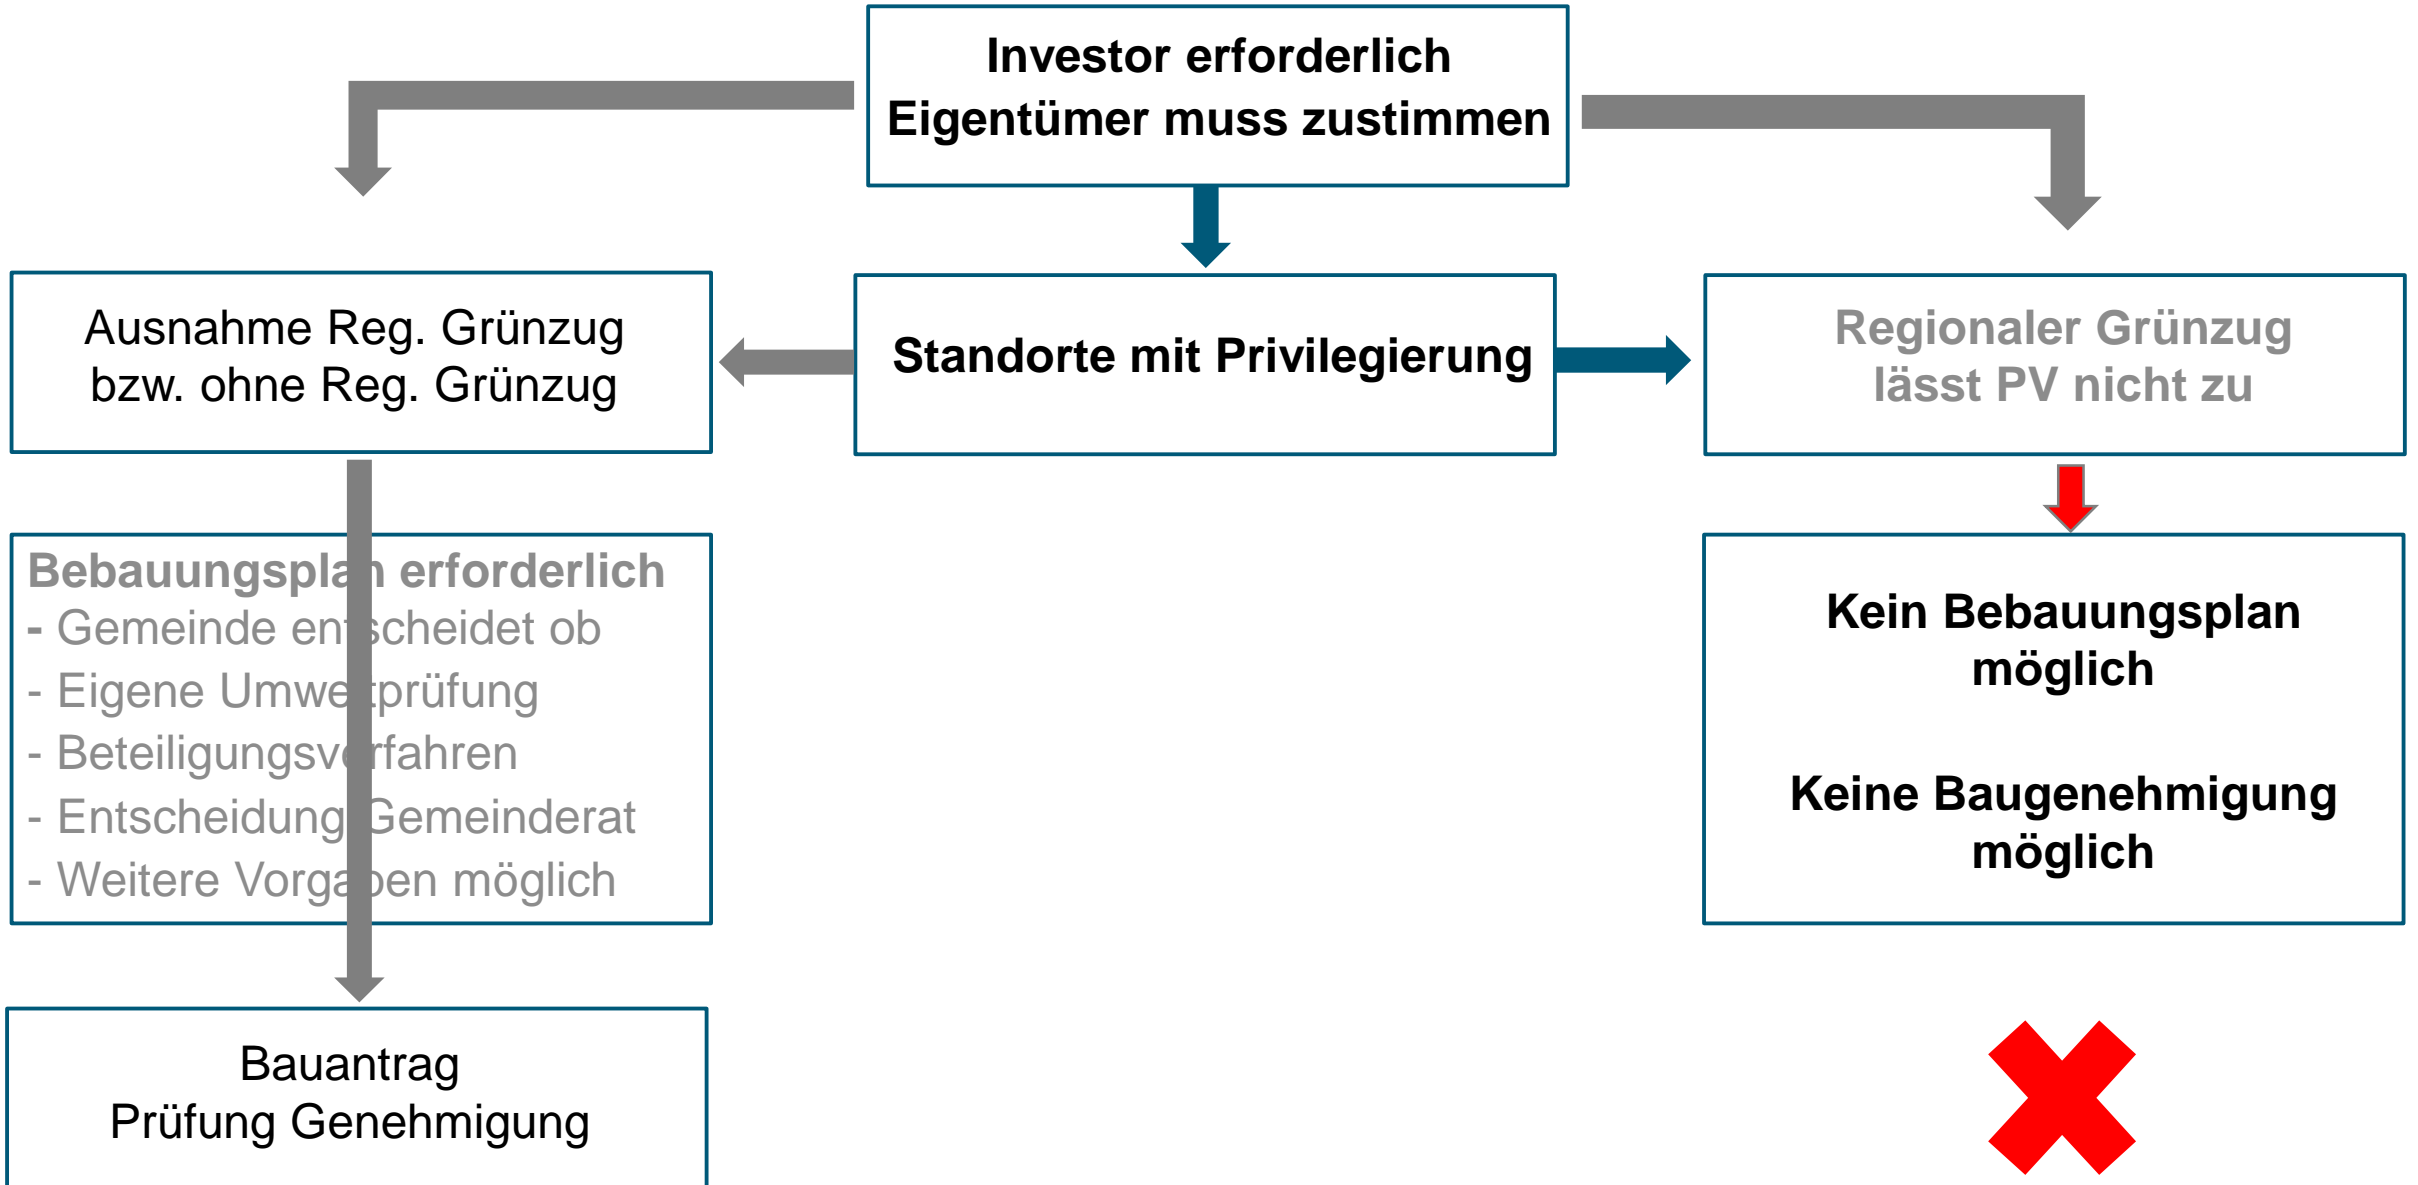 Investor erforderlich
Eigentümer muss zustimmen
Ausnahme Reg. Grünzug
bzw. ohne Reg. Grünzug
Standorte mit Privilegierung
Regionaler Grünzug
lässt PV nicht zu
Bebauungsplan erforderlich
- Gemeinde entscheidet ob
- Eigene Umweltprüfung
- Beteiligungsverfahren
- Entscheidung Gemeinderat
- Weitere Vorgaben möglich
Kein Bebauungsplan
möglich
Keine Baugenehmigung
möglich
Bauantrag
Prüfung Genehmigung